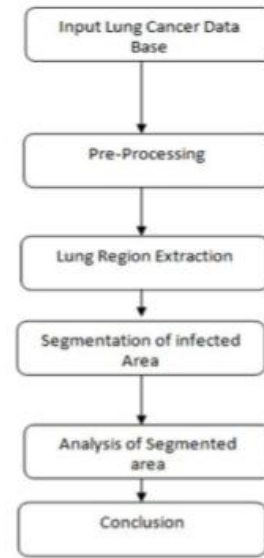 Input Lung Cancer Data
Base
Pre-Processing
Lung Region Extraction
Segmentation of infected
Area
Analysis of Segmented
area
Conclusion